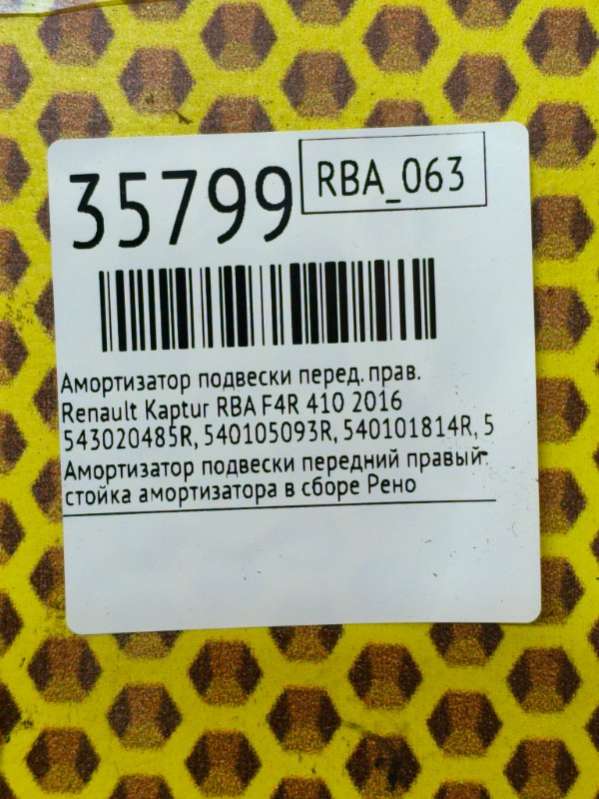 35799
RBA_063
Амортизатор подвески перед. прав.
Renault Kaptur RBA F4R 410 2016
543020485R, 540105093R, 540101814R, 5
Амортизатор подвески передний правый.
стойка амортизатора в сборе Рено